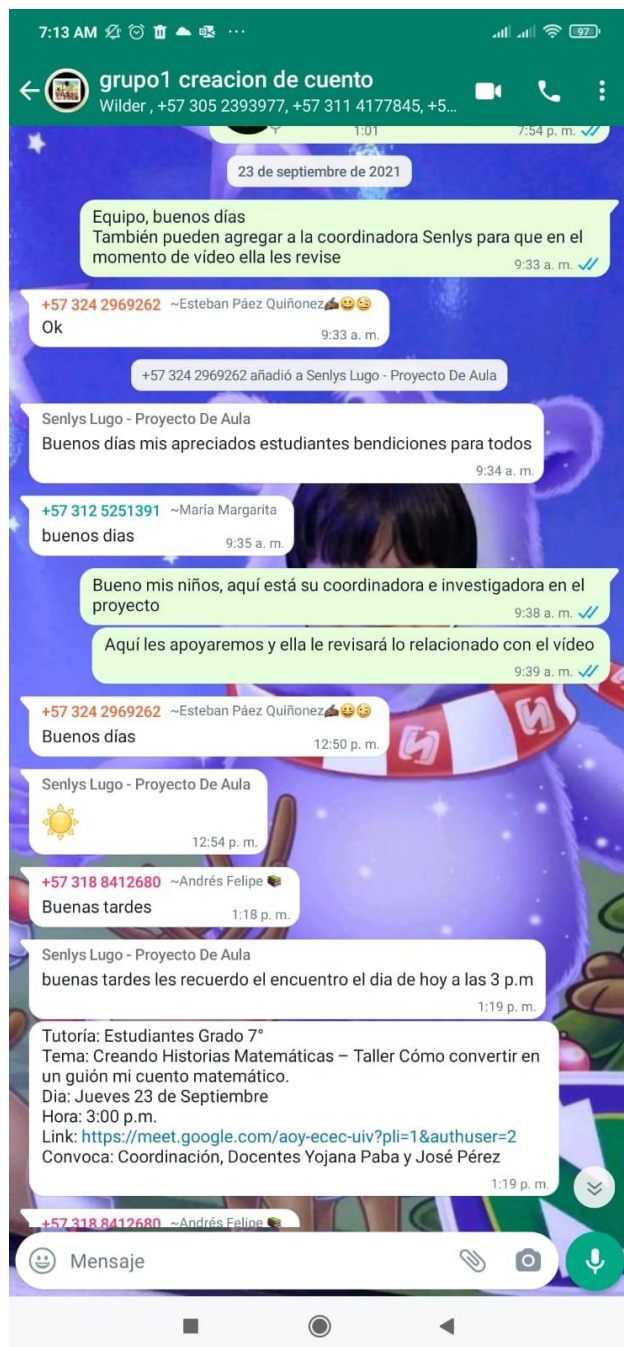 7:13 AM
97
grupo1 creacion de cuento
Wilder , +57 305 2393977, +57 311 4177845, +5...
1:01
7:54 p. m.
23 de septiembre de 2021
Equipo, buenos días
También pueden agregar a la coordinadora Senlys para que en el
momento de vídeo ella les revise
9:33 a. m.
+57 324 2969262 ~Esteban Páez Quiñonez✍🏾😀🧐
Ok
9:33 a. m.
+57 324 2969262 añadió a Senlys Lugo - Proyecto De Aula
Senlys Lugo - Proyecto De Aula
Buenos días mis apreciados estudiantes bendiciones para todos
9:34 a. m.
+57 312 5251391 ~María Margarita
buenos dias
9:35 a. m.
Bueno mis niños, aquí está su coordinadora e investigadora en el
proyecto
9:38 a. m.
Aquí les apoyaremos y ella le revisará lo relacionado con el vídeo
9:39 a. m.
+57 324 2969262 ~Esteban Páez Quiñonez✍🏾😀🧐
Buenos días
12:50 p. m.
Senlys Lugo - Proyecto De Aula
☀️
12:54 p. m.
+57 318 8412680 ~Andrés Felipe 📚
Buenas tardes
1:18 p. m.
Senlys Lugo - Proyecto De Aula
buenas tardes les recuerdo el encuentro el dia de hoy a las 3 p.m
1:19 p. m.
Tutoría: Estudiantes Grado 7°
Tema: Creando Historias Matemáticas – Taller Cómo convertir en
un guión mi cuento matemático.
Dia: Jueves 23 de Septiembre
Hora: 3:00 p.m.
Link: https://meet.google.com/aoy-ecec-uiv?pli=1&authuser=2
Convoca: Coordinación, Docentes Yojana Paba y José Pérez
1:19 p. m.
+57 318 8412680 ~Andrés Felipe 📚
Mensaje